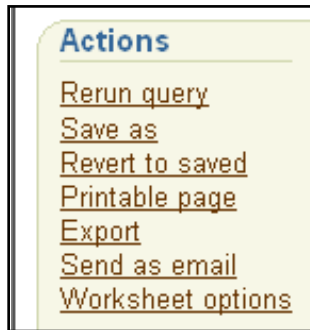 Actions
Rerun query
Save as
Revert to saved
Printable page
Export
Send as email
Worksheet options